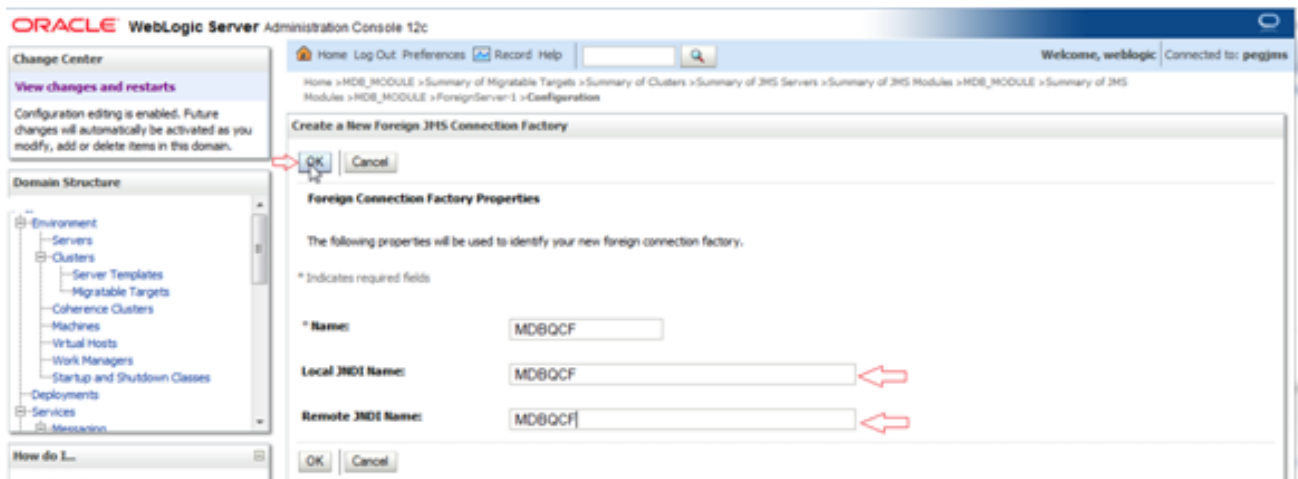 ORACLE WebLogic Server Administration Console 12c
Change Center
View changes and restarts
Configuration editing is enabled. Future
changes will automatically be activated as you
modify, add or delete items in this domain.
Domain Structure
Environment
Servers
Clusters
Server Templates
Migratable Targets
Coherence Clusters
Machines
Virtual Hosts
Work Managers
Startup and Shutdown Classes
Deployments
Services
Messaging
How do I...
Home Log Out Preferences Record Help
Welcome, weblogic Connected to: pegjms
Home >MDB_MODULE >Summary of Migratable Targets >Summary of Clusters >Summary of JMS Servers >Summary of JMS Modules >MDB_MODULE >Summary of JMS
Modules >MDB_MODULE >ForeignServer-1 >Configuration
Create a New Foreign JMS Connection Factory
OK Cancel
Foreign Connection Factory Properties
The following properties will be used to identify your new foreign connection factory.
* Indicates required fields
* Name: MDBQCF
Local JNDI Name: MDBQCF
Remote JNDI Name: MDBQCF
OK Cancel